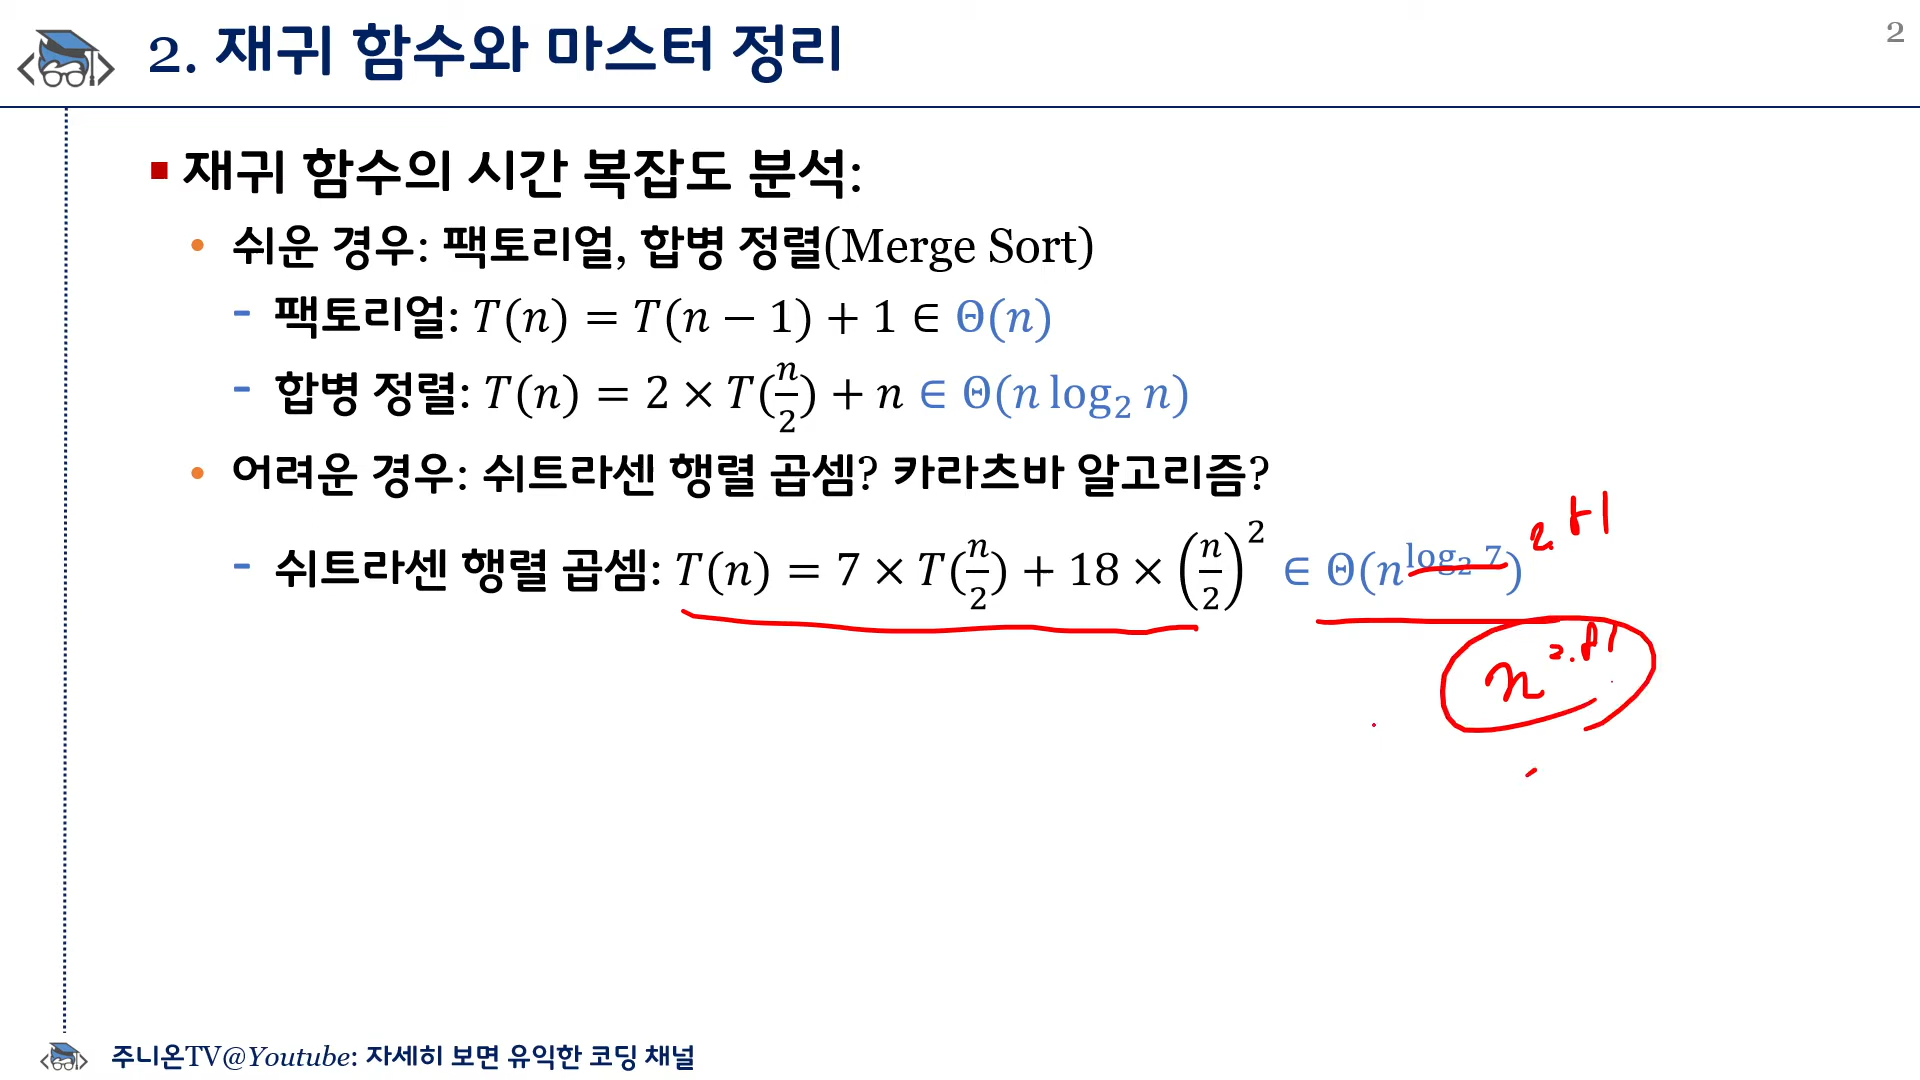 2. 재귀 함수와 마스터 정리
2
재귀 함수의 시간 복잡도 분석:
쉬운 경우: 팩토리얼, 합병 정렬(Merge Sort)
- 팩토리얼: T(n) = T(n − 1) + 1 ∈ Θ(n)
- 합병 정렬: T(n) = 2 × T(n/2) + n ∈ Θ(n log₂ n)
어려운 경우: 쉬트라센 행렬 곱셈? 카라츠바 알고리즘?
- 쉬트라센 행렬 곱셈: T(n) = 7 × T(n/2) + 18 × (n/2)² ∈ Θ(n^(log₂ 7))
2.81
n^2.81
주니온TV@Youtube: 자세히 보면 유익한 코딩 채널